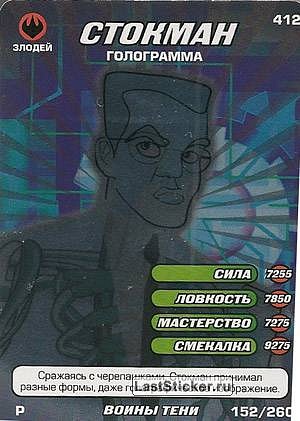 412
СТОКМАН
ЗЛОДЕЙ
ГОЛОГРАММА
СИЛА 7255
ЛОВКОСТЬ 7850
МАСТЕРСТВО 7275
СМЕКАЛКА 9275
Сражаясь с черепашками, Стокман принимал
разные формы, даже
LastSticker.ru
Р ВОИНЫ ТЕНИ 152/260